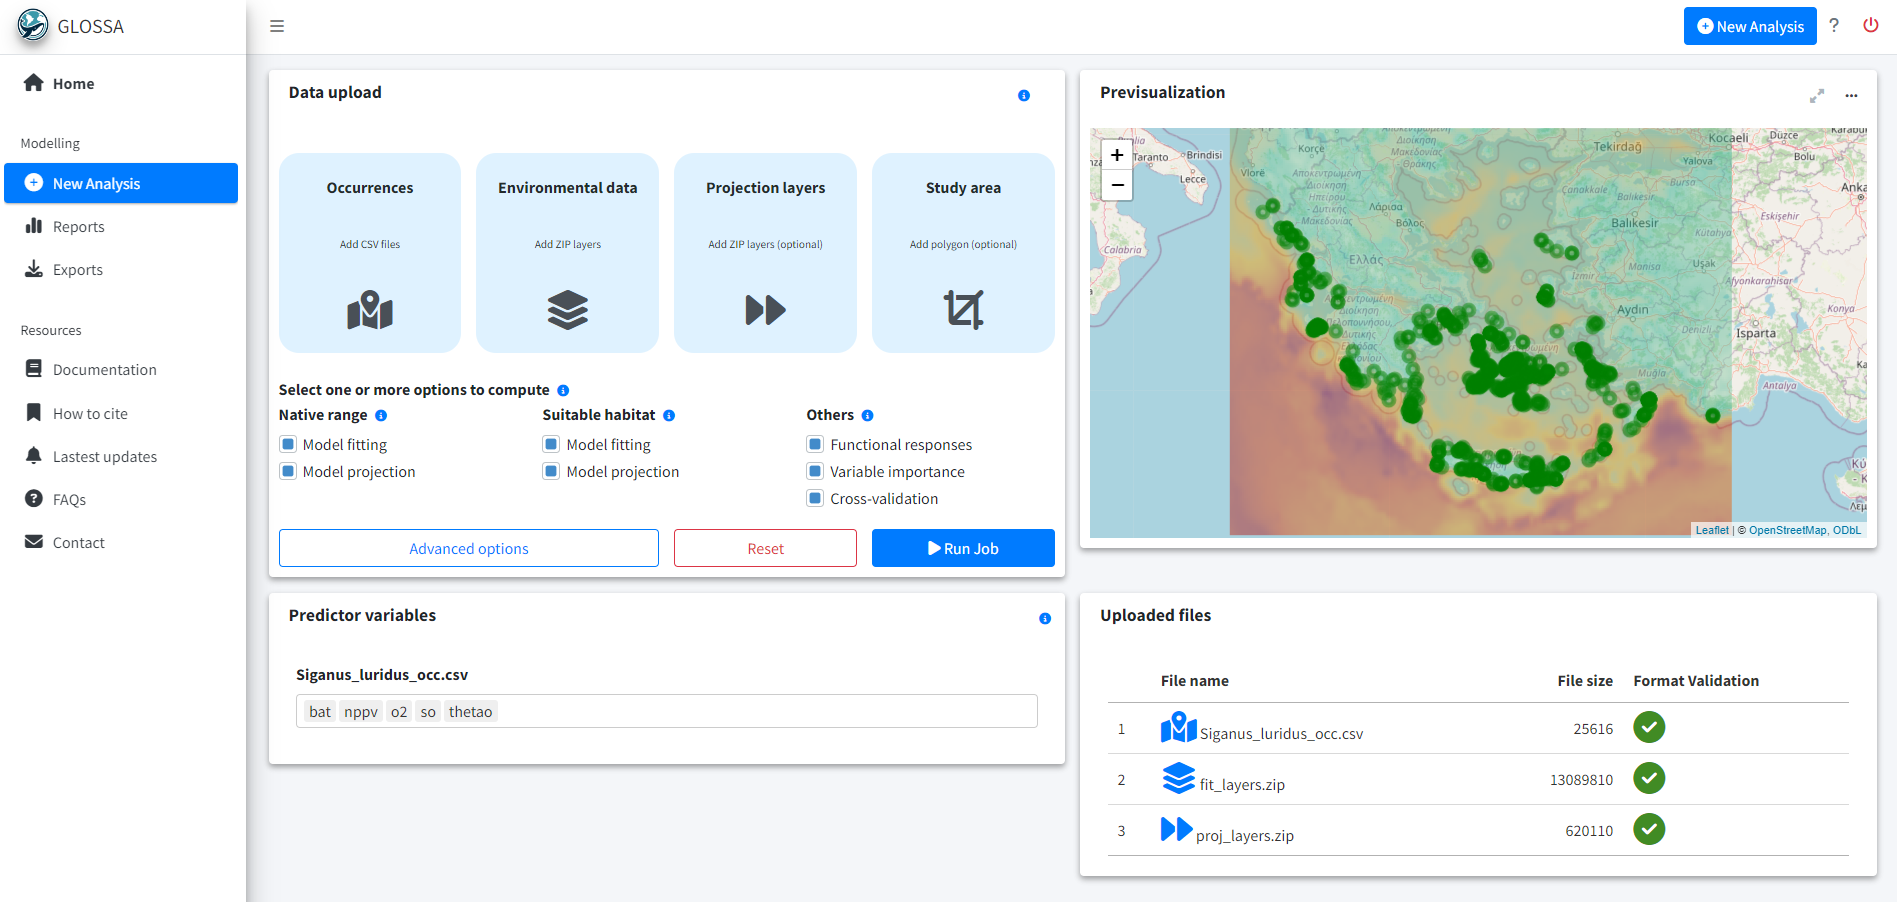 GLOSSA
New Analysis
?
Home
Modelling
New Analysis
Reports
Exports
Resources
Documentation
How to cite
Lastest updates
FAQs
Contact
Data upload
Occurrences
Add CSV files
Environmental data
Add ZIP layers
Projection layers
Add ZIP layers (optional)
Study area
Add polygon (optional)
Select one or more options to compute
Native range
Model fitting
Model projection
Suitable habitat
Model fitting
Model projection
Others
Functional responses
Variable importance
Cross-validation
Advanced options
Reset
Run Job
Previsualization
+
−
Taranto
Brindisi
Lecce
Calabria
Vlorë
Korçë
Λάρισα
Βόλος
Ελλάς
Tekirdağ
Kocaeli
Düzce
Yalova
Bolu
Bursa
Çanakkale
Balıkesir
Balıkesir
Eskişehir
Kütahya
Manisa
Uşak
İzmir
Afyonkarahisar
Aydın
Denizli
Isparta
Konya
Muğla
Antalya
Leaflet | © OpenStreetMap, ODbL
Predictor variables
Siganus_luridus_occ.csv
bat nppv o2 so thetao
Uploaded files
File name File size Format Validation
1 Siganus_luridus_occ.csv 25616
2 fit_layers.zip 13089810
3 proj_layers.zip 620110